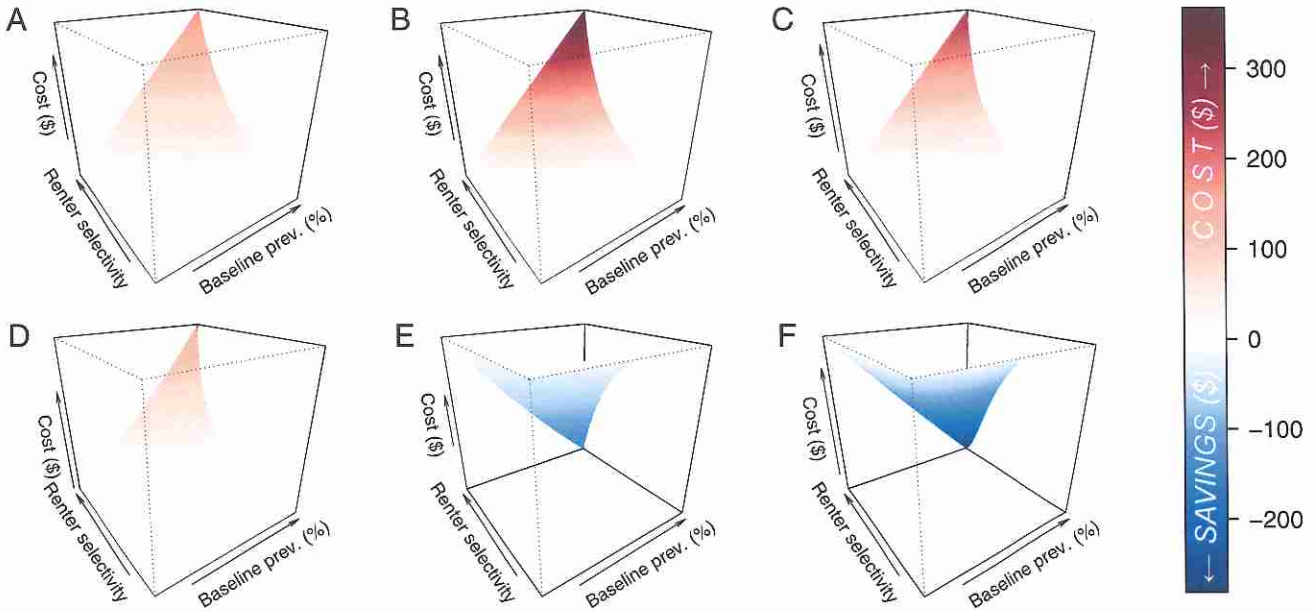 A
Cost ($)
Renter selectivity
Baseline prev. (%)
B
Cost ($)
Renter selectivity
Baseline prev. (%)
C
Cost ($)
Renter selectivity
Baseline prev. (%)
D
Cost ($)
Renter selectivity
Baseline prev. (%)
E
Cost ($)
Renter selectivity
Baseline prev. (%)
F
Cost ($)
Renter selectivity
Baseline prev. (%)
COST ($) →
← SAVINGS ($)
300
200
100
0
−100
−200